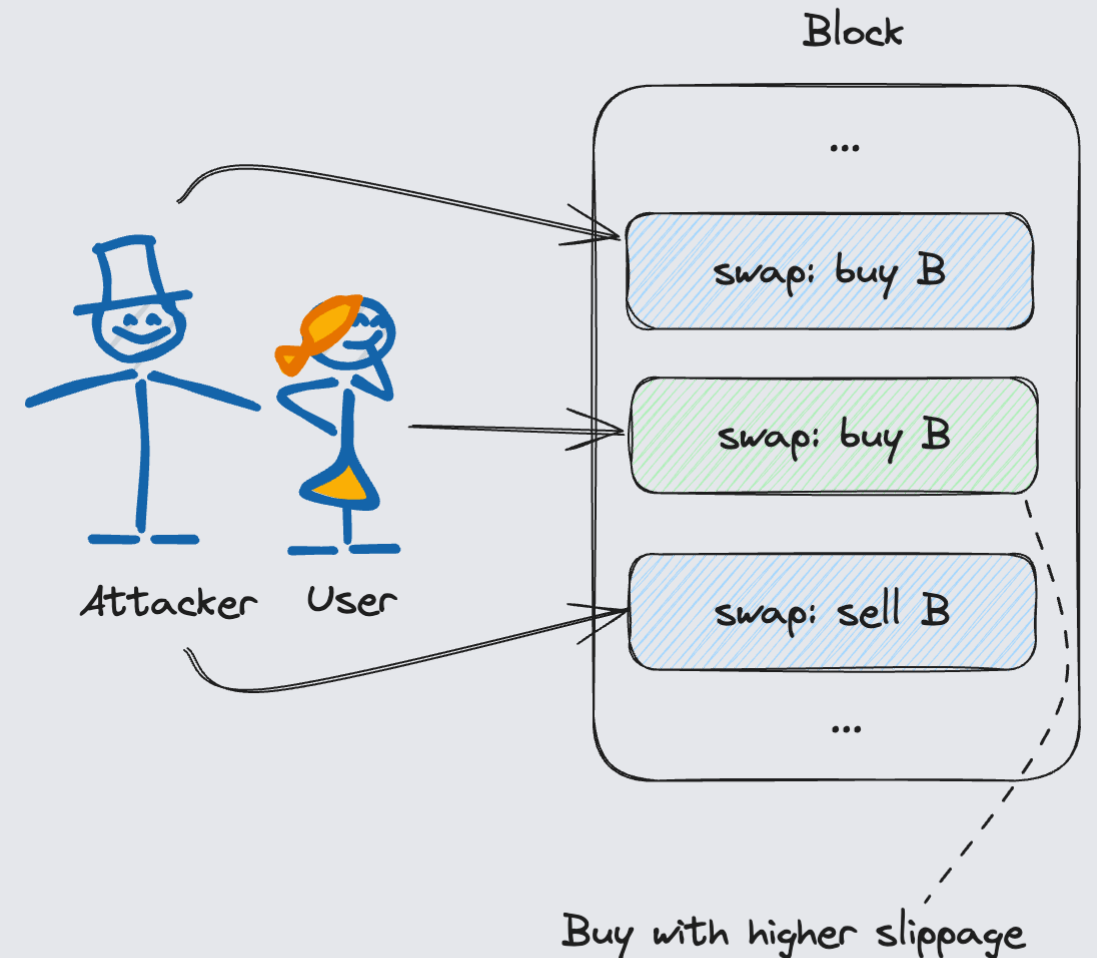 Block
...
swap: buy B
swap: buy B
Attacker
User
swap: sell B
...
Buy with higher slippage